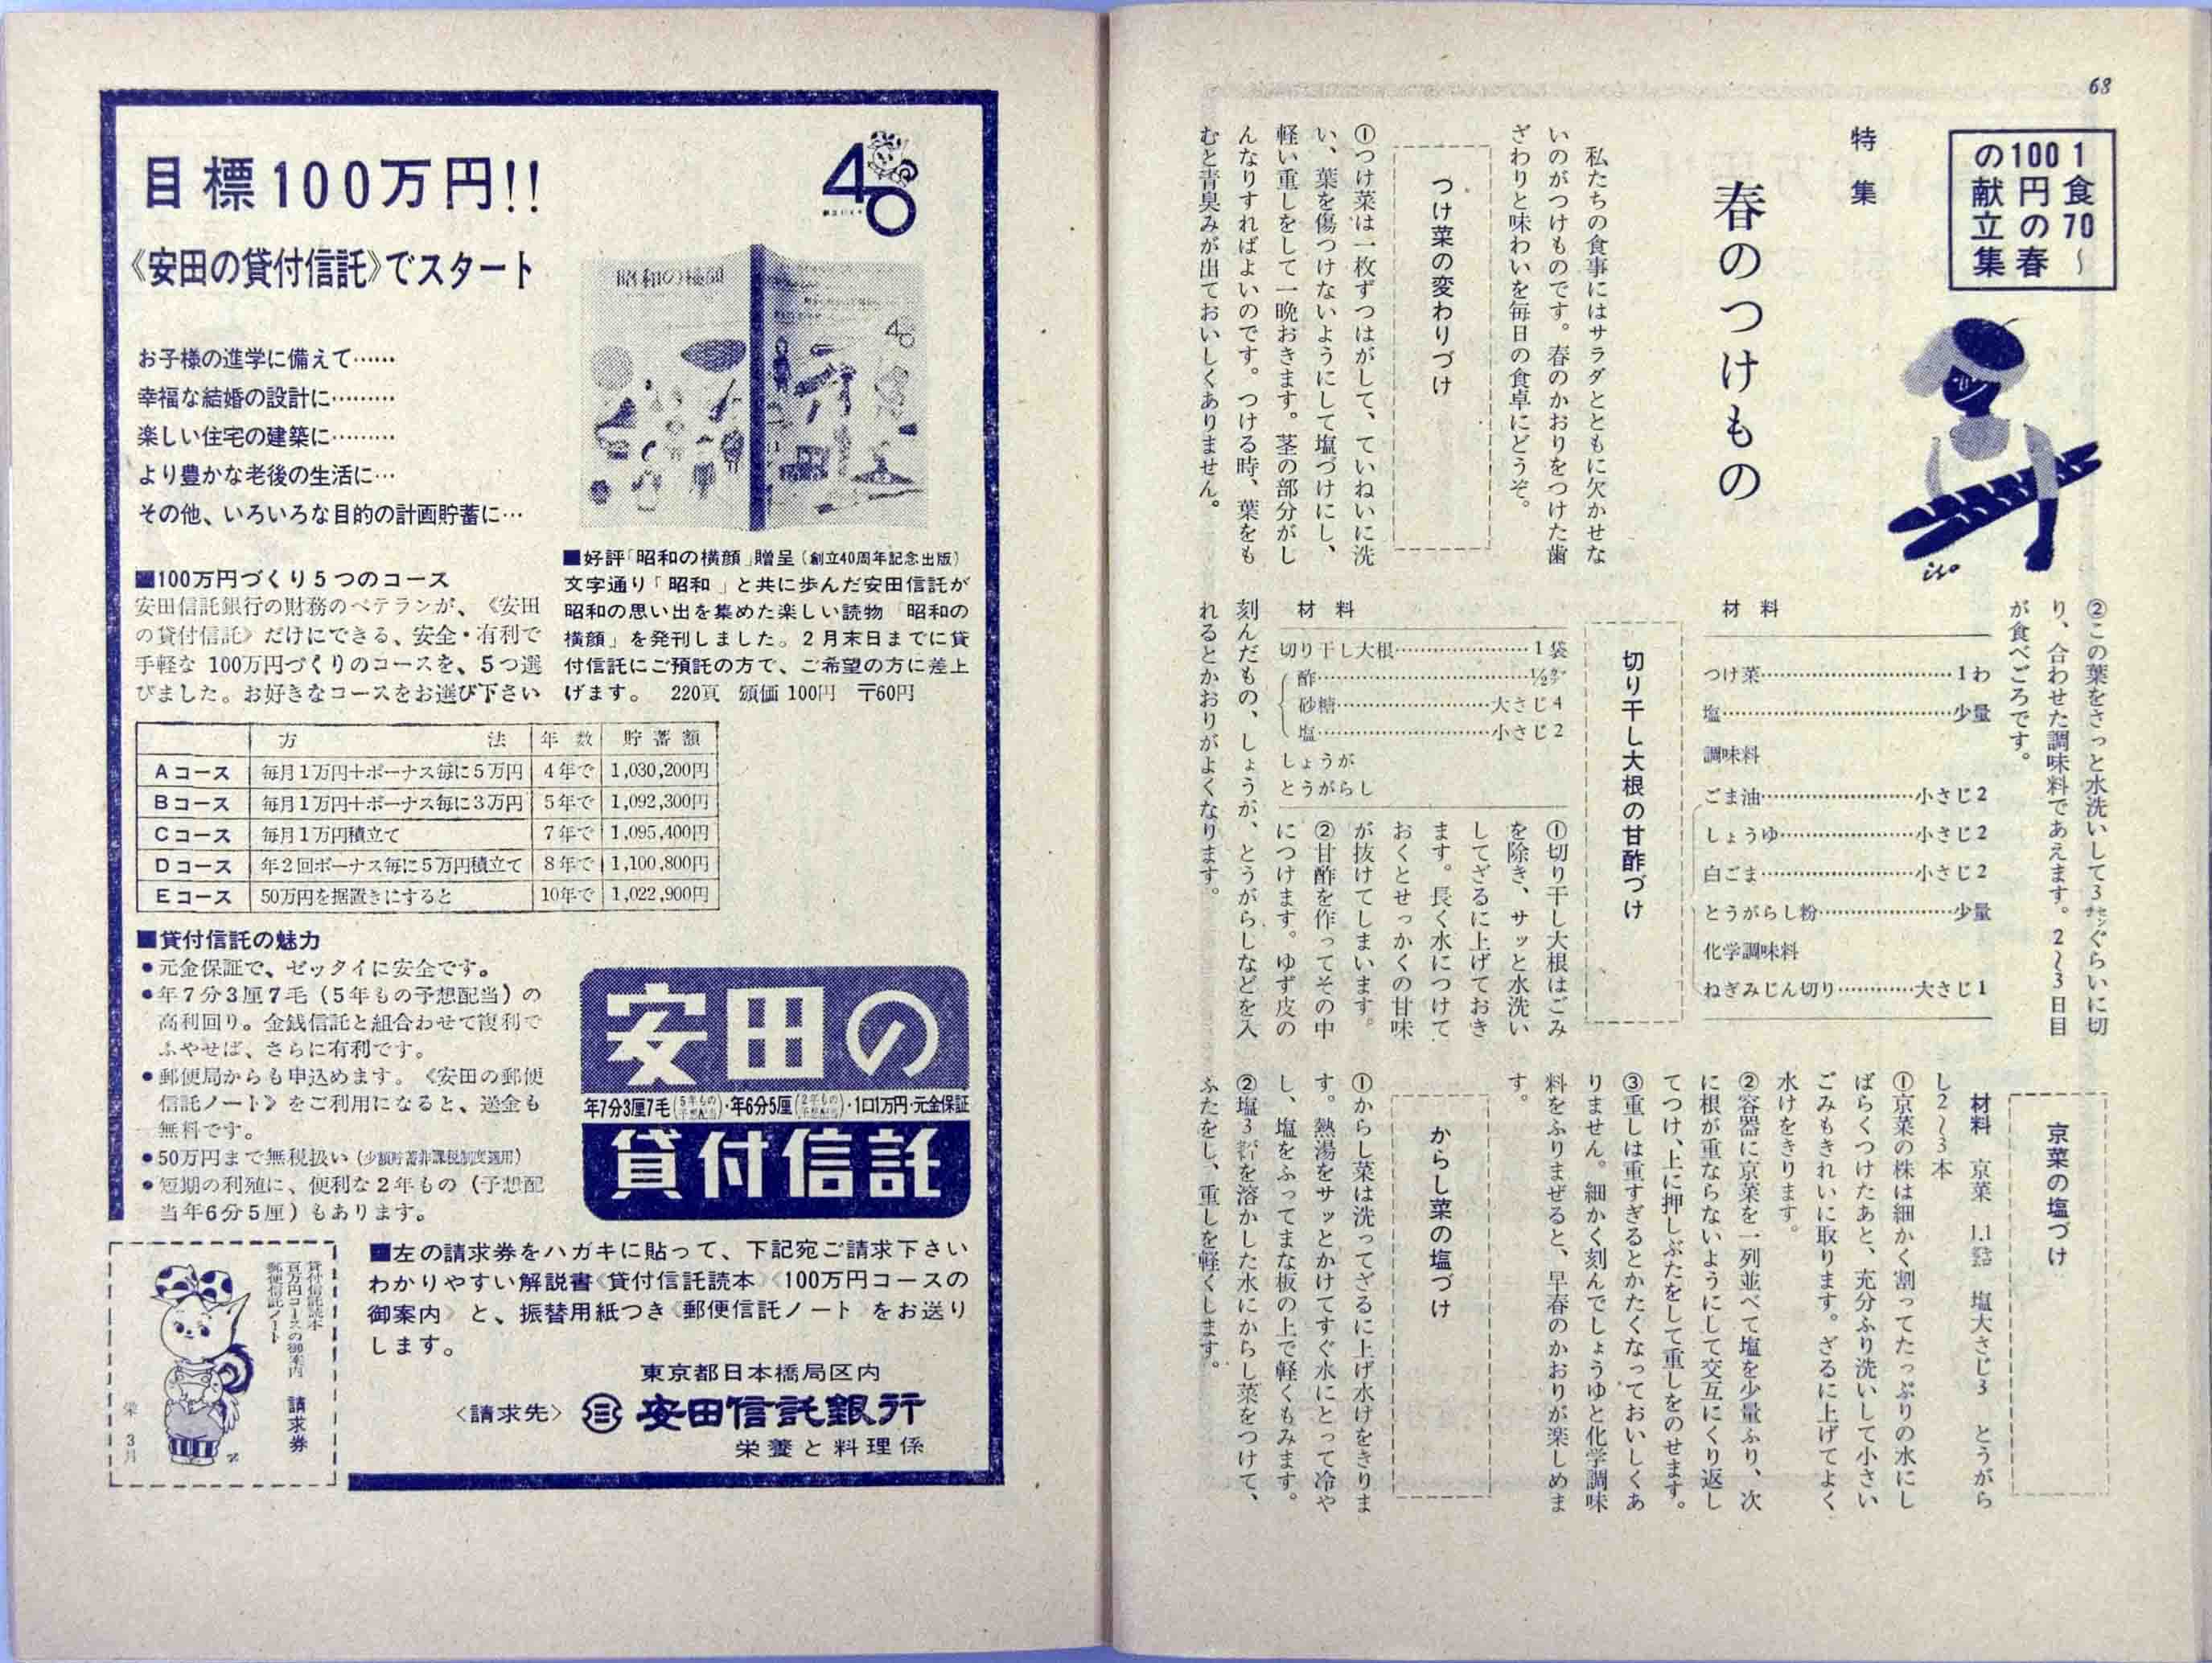 68
1食70〜
100円の春
の献立集
特集
春のつけもの
iso
私たちの食事にはサラダとともに欠かせな
いのがつけものです。春のかおりをつけた歯
ざわりと味わいを毎日の食卓にどうぞ。
つけ菜の変わりづけ
①つけ菜は一枚ずつはがして、ていねいに洗
い、葉を傷つけないようにして塩づけにし、
軽い重しをして一晩おきます。茎の部分がし
んなりすればよいのです。つける時、葉をも
むと青臭みが出ておいしくありません。
②この葉をさっと水洗いして3㌢ぐらいに切
り、合わせた調味料であえます。2〜3日目
が食べごろです。
材料
つけ菜…………………………1わ
塩………………………………少量
調味料
ごま油……………………小さじ2
しょうゆ…………………小さじ2
白ごま……………………小さじ2
とうがらし粉…………………少量
化学調味料
ねぎみじん切り…………大さじ1
切り干し大根の甘酢づけ
材料
切り干し大根…………………1袋
酢……………………………½
砂糖……………………大さじ4
塩………………………小さじ2
しょうが
とうがらし
①切り干し大根はごみ
を除き、サッと水洗い
してざるに上げておき
ます。長く水につけて
おくとせっかくの甘味
が抜けてしまいます。
②甘酢を作ってその中
につけます。ゆず皮の
刻んだもの、しょうが、とうがらしなどを入
れるとかおりがよくなります。
京菜の塩づけ
材料 京菜 1.1 塩大さじ3 とうがら
し2〜3本
①京菜の株は細かく割ってたっぷりの水にし
ばらくつけたあと、充分ふり洗いして小さい
ごみもきれいに取ります。ざるに上げてよく
水けをきります。
②容器に京菜を一列並べて塩を少量ふり、次
に根が重ならないようにして交互にくり返し
てつけ、上に押しぶたをして重しをのせます。
③重しは重すぎるとかたくなっておいしくあ
りません。細かく刻んでしょうゆと化学調味
料をふりまぜると、早春のかおりが楽しめま
す。
からし菜の塩づけ
①からし菜は洗ってざるに上げ水けをきりま
す。熱湯をサッとかけてすぐ水にとって冷や
し、塩をふってまな板の上で軽くもみます。
②塩3を溶かした水にからし菜をつけて、
ふたをし、重しを軽くします。
目標100万円!!
《安田の貸付信託》でスタート
40
お子様の進学に備えて……
幸福な結婚の設計に………
楽しい住宅の建築に………
より豊かな老後の生活に…
その他、いろいろな目的の計画貯蓄に…
昭和の横顔
40
■100万円づくり5つのコース
安田信託銀行の財務のベテランが、《安田
の貸付信託》だけにできる、安全・有利で
手軽な 100万円づくりのコースを、5つ選
びました。お好きなコースをお選び下さい
■好評「昭和の横顔」贈呈(創立40周年記念出版)
文字通り「昭和」と共に歩んだ安田信託が
昭和の思い出を集めた楽しい読物「昭和の
横顔」を発刊しました。2月末日までに貸
付信託にご預託の方で、ご希望の方に差上
げます。 220頁 頒価100円 〒60円
方法 年数 貯蓄額
Aコース 毎月1万円+ボーナス毎に5万円 4年で 1,030,200円
Bコース 毎月1万円+ボーナス毎に3万円 5年で 1,092,300円
Cコース 毎月1万円積立て 7年で 1,095,400円
Dコース 年2回ボーナス毎に5万円積立て 8年で 1,100,800円
Eコース 50万円を据置きにすると 10年で 1,022,900円
■貸付信託の魅力
●元金保証で、ゼッタイに安全です。
●年7分3厘7毛(5年もの予想配当)の
高利回り。金銭信託と組合わせて複利で
ふやせば、さらに有利です。
●郵便局からも申込めます。《安田の郵便
信託ノート》をご利用になると、送金も
無料です。
●50万円まで無税扱い(少額貯蓄非課税制度適用)
●短期の利殖に、便利な2年もの(予想配
当年6分5厘)もあります。
安田の
年7分3厘7毛(5年もの予想配当)・年6分5厘(2年もの予想配当)・1口1万円・元金保証
貸付信託
貸付信託読本
百万円コースの御案内
郵便信託ノート
請求券
栄 3月
■左の請求券をハガキに貼って、下記宛ご請求下さい
わかりやすい解説書《貸付信託読本》《100万円コースの
御案内》と、振替用紙つき《郵便信託ノート》をお送り
します。
東京都日本橋局区内
〈請求先〉 安田信託銀行
栄養と料理係